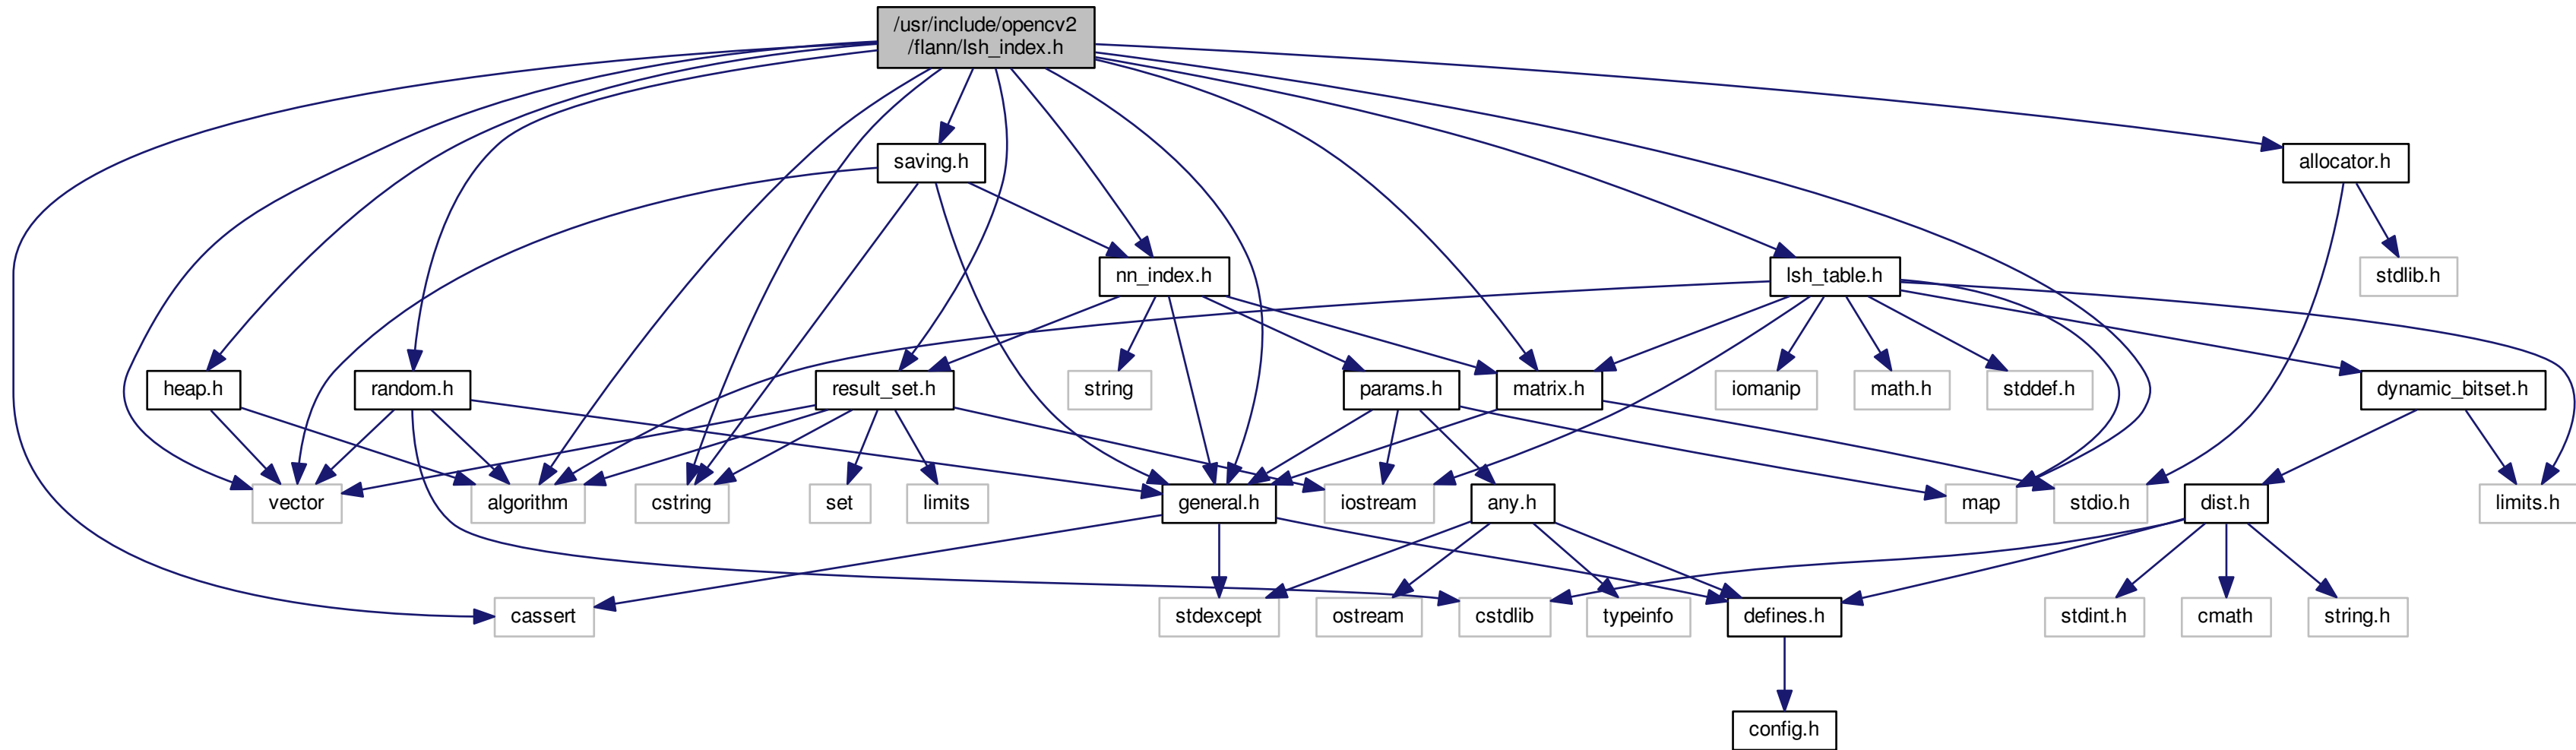 /usr/include/opencv2
/flann/lsh_index.h
saving.h
allocator.h
nn_index.h
lsh_table.h
stdlib.h
heap.h
random.h
result_set.h
string
params.h
matrix.h
iomanip
math.h
stddef.h
dynamic_bitset.h
vector
algorithm
cstring
set
limits
general.h
iostream
any.h
map
stdio.h
dist.h
limits.h
cassert
stdexcept
ostream
cstdlib
typeinfo
defines.h
stdint.h
cmath
string.h
config.h